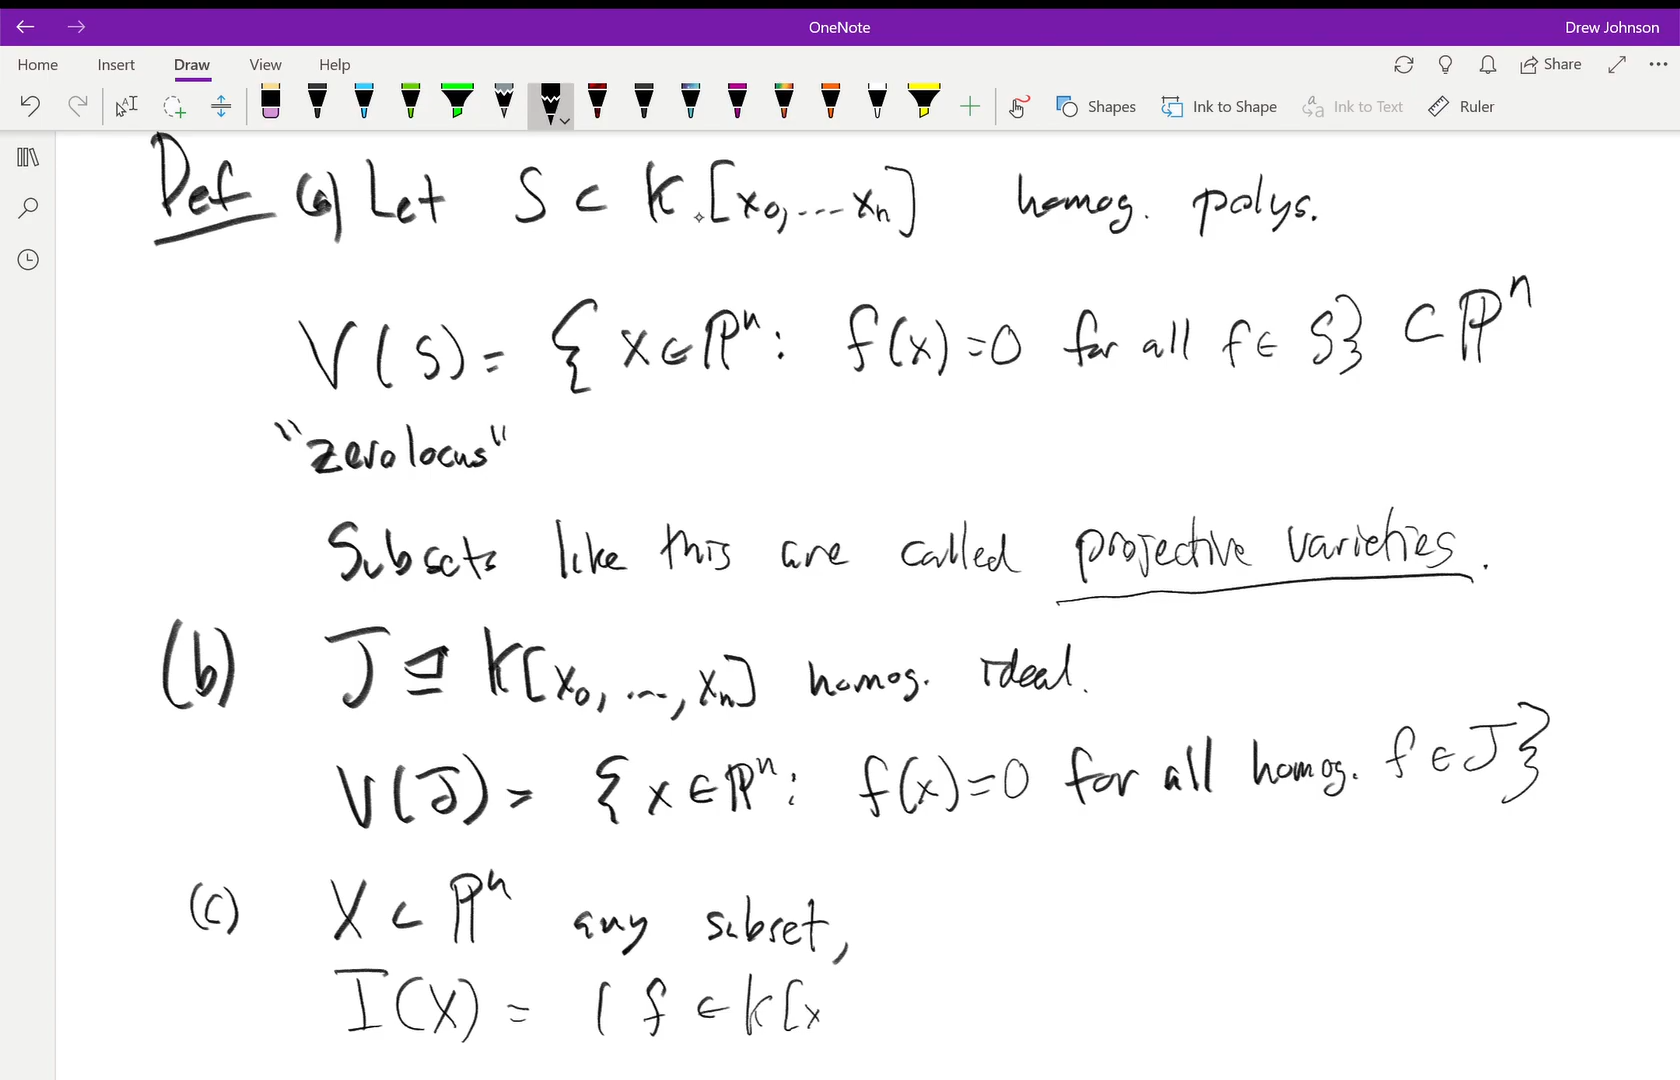 OneNote
Drew Johnson
Home Insert Draw View Help
Share
Shapes Ink to Shape Ink to Text Ruler
Def (a) Let S ⊂ K[x₀, ... xₙ] homog. polys.
V(S) = { x ∈ ℙⁿ : f(x) = 0 for all f ∈ S } ⊂ ℙⁿ
"zero locus"
Subsets like this are called projective varieties.
(b) J ⊴ K[x₀, ..., xₙ] homog. ideal.
V(J) = { x ∈ ℙⁿ : f(x) = 0 for all homog. f ∈ J }
(c) X ⊂ ℙⁿ any subset,
I(X) = ( f ∈ K[x